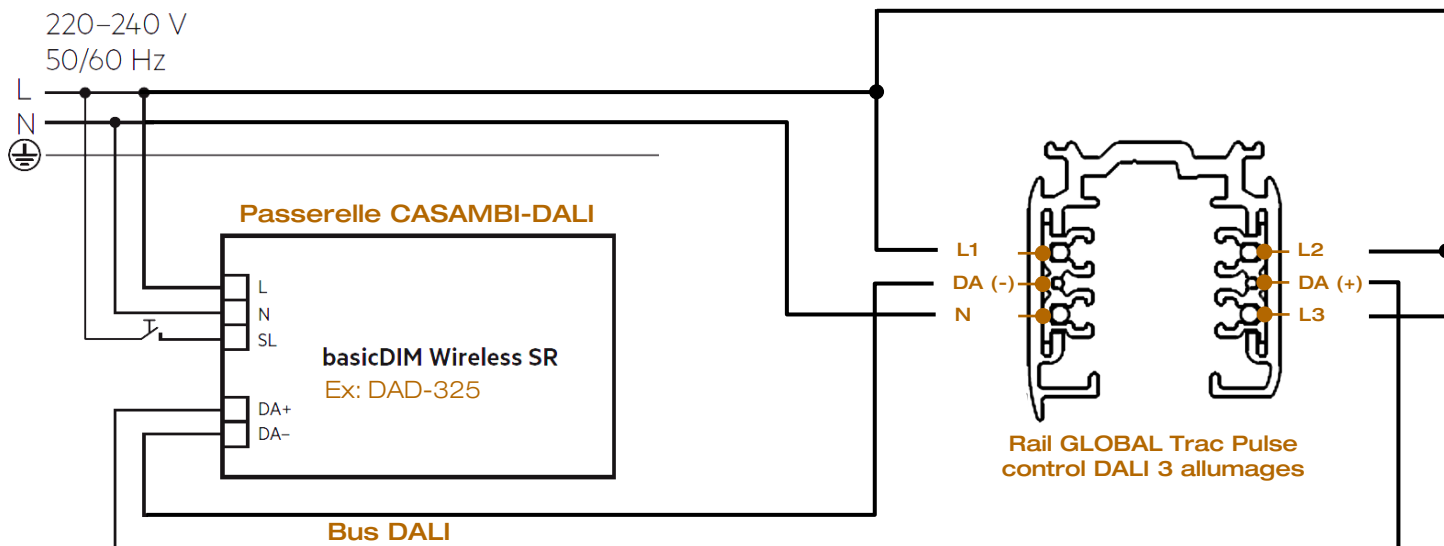 220–240 V
50/60 Hz
L
N
Passerelle CASAMBI-DALI
L
N
SL
DA+
DA–
basicDIM Wireless SR
Ex: DAD-325
Bus DALI
L1
DA (-)
N
L2
DA (+)
L3
Rail GLOBAL Trac Pulse
control DALI 3 allumages